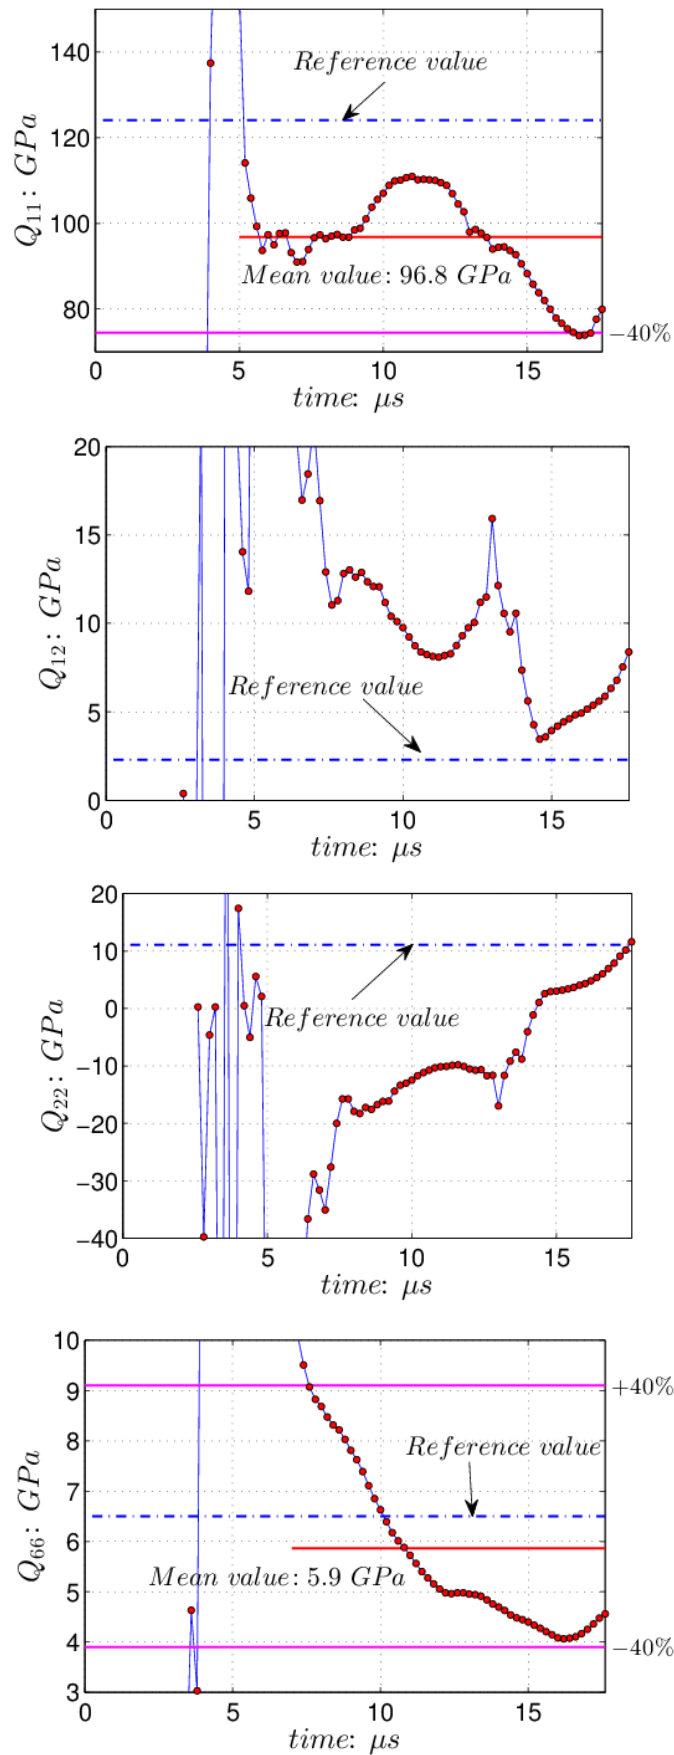 140
Reference value
120
100
Mean value: 96.8 GPa
80
−40%
Q11: GPa
0 5 10 15
time: μs
20
15
10
Reference value
5
0
Q12: GPa
0 5 10 15
time: μs
20
10
0
Reference value
−10
−20
−30
−40
Q22: GPa
0 5 10 15
time: μs
10
9
+40%
8
Reference value
7
6
Mean value: 5.9 GPa
5
4
−40%
3
Q66: GPa
0 5 10 15
time: μs